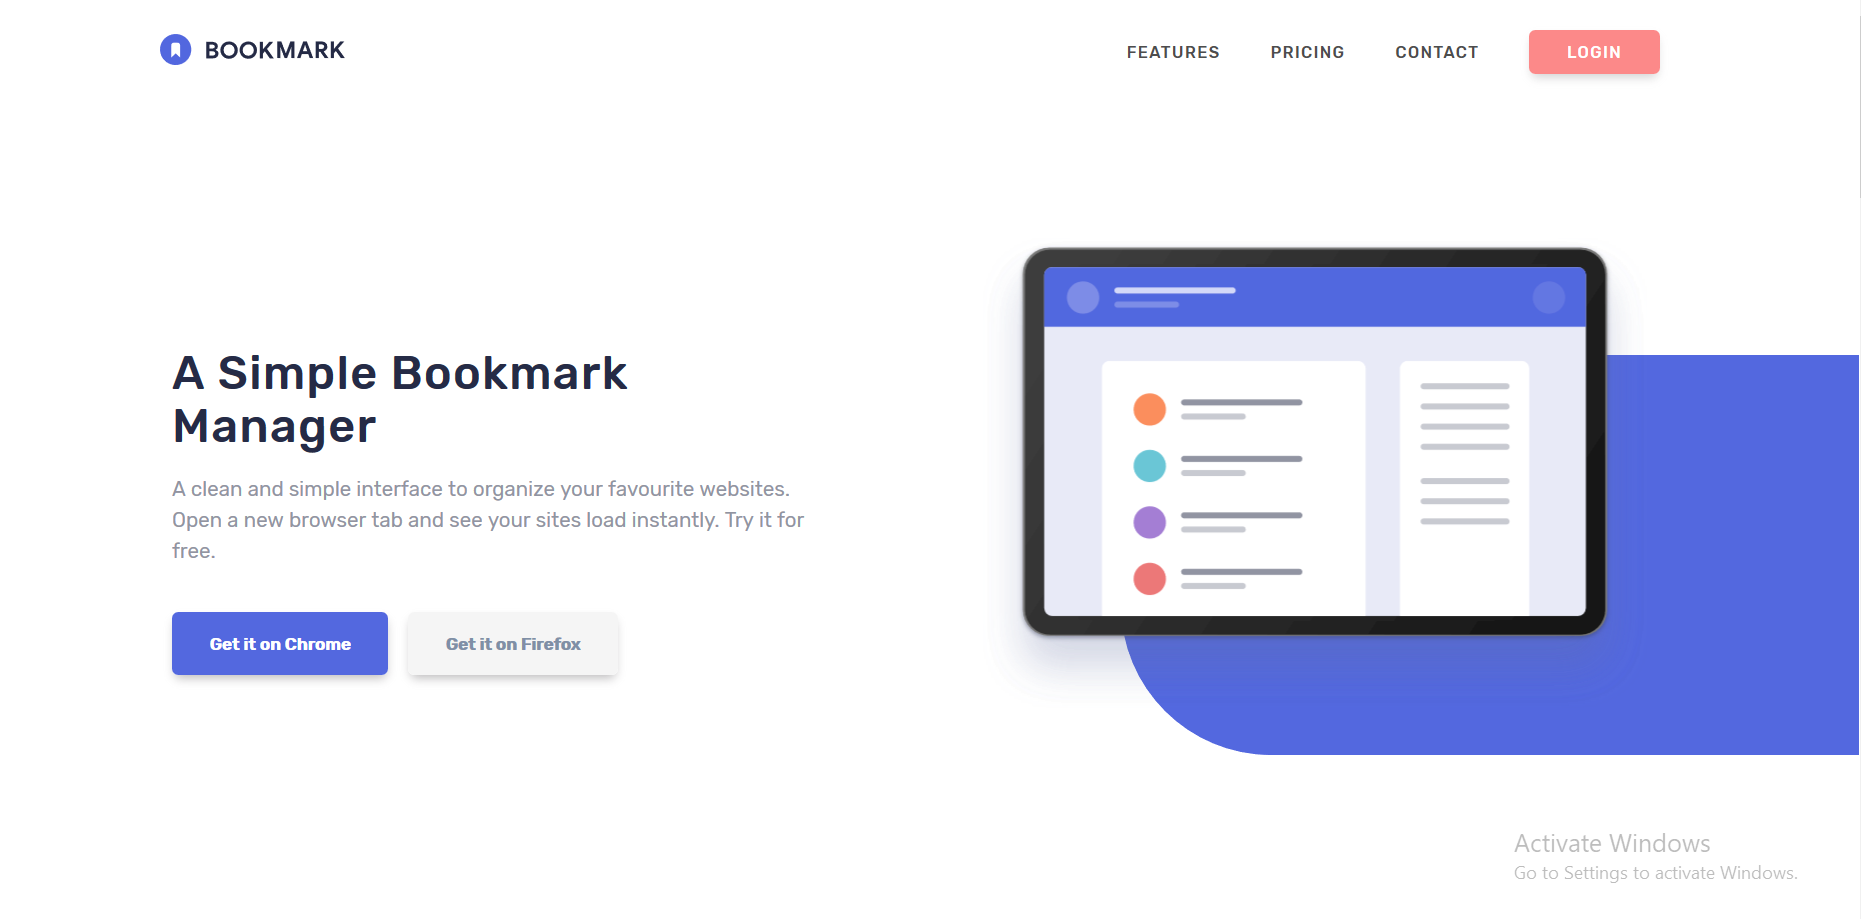 BOOKMARK
FEATURES PRICING CONTACT LOGIN
A Simple Bookmark
Manager
A clean and simple interface to organize your favourite websites.
Open a new browser tab and see your sites load instantly. Try it for
free.
Get it on Chrome Get it on Firefox
Activate Windows
Go to Settings to activate Windows.